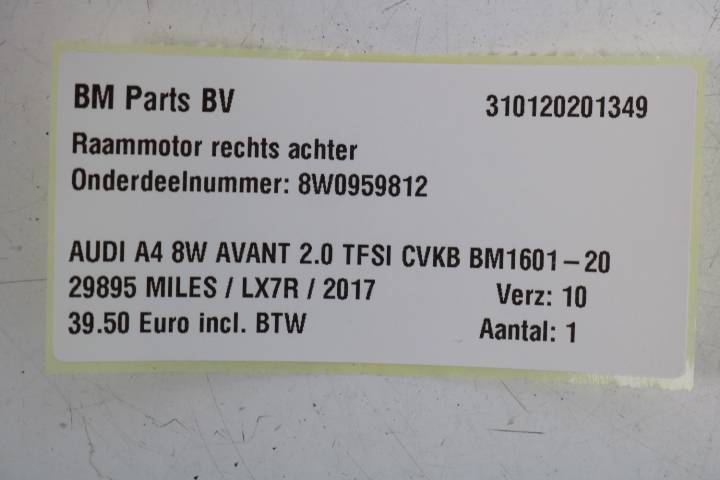 BM Parts BV 310120201349
Raammotor rechts achter
Onderdeelnummer: 8W0959812
AUDI A4 8W AVANT 2.0 TFSI CVKB BM1601-20
29895 MILES / LX7R / 2017 Verz: 10
39.50 Euro incl. BTW Aantal: 1